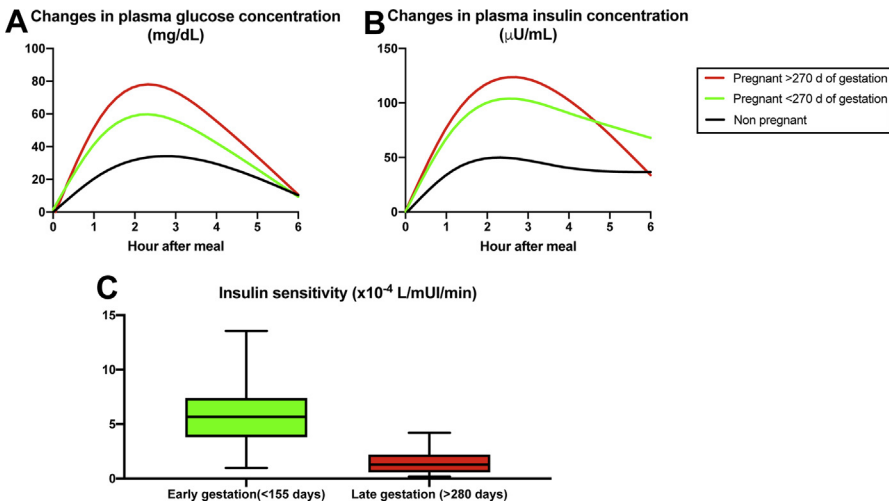 A Changes in plasma glucose concentration
(mg/dL)
100
80
60
40
20
0
0 1 2 3 4 5 6
Hour after meal
B Changes in plasma insulin concentration
(μU/mL)
150
100
50
0
0 1 2 3 4 5 6
Hour after meal
Pregnant >270 d of gestation
Pregnant <270 d of gestation
Non pregnant
C Insulin sensitivity (x10⁻⁴ L/mUI/min)
15
10
5
0
Early gestation(<155 days) Late gestation (>280 days)